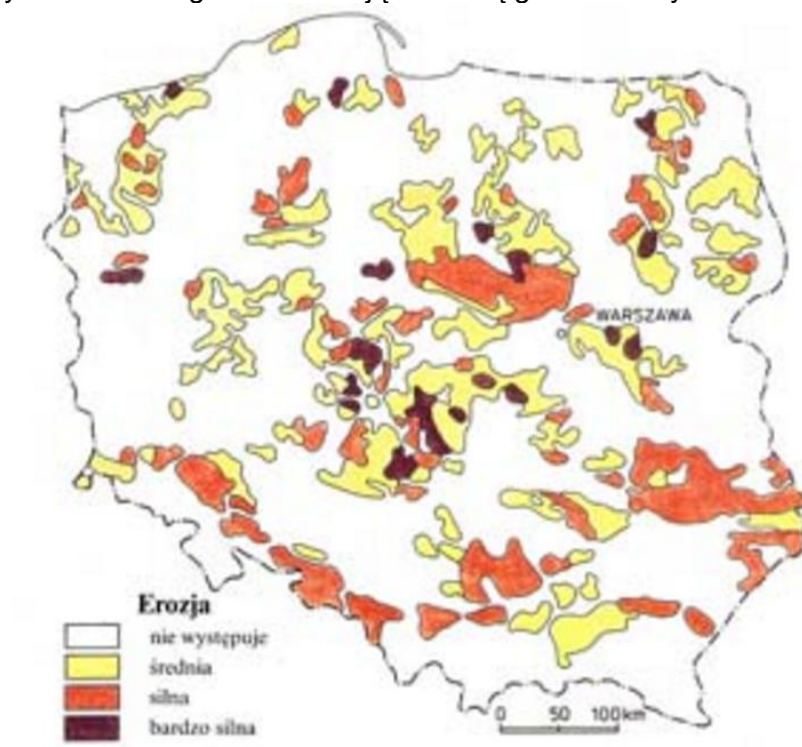 WARSZAWA
Erozja
nie występuje
średnia
silna
bardzo silna
0 50 100km